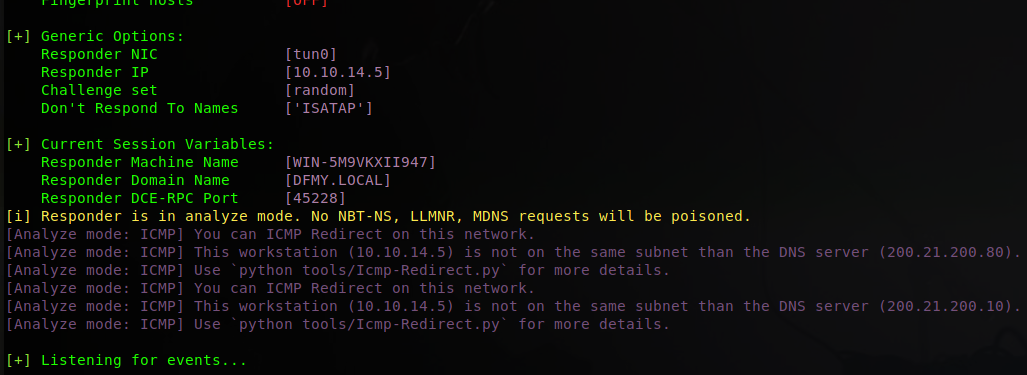 Fingerprint hosts [OFF]
[+] Generic Options:
Responder NIC [tun0]
Responder IP [10.10.14.5]
Challenge set [random]
Don't Respond To Names ['ISATAP']
[+] Current Session Variables:
Responder Machine Name [WIN-5M9VKXII947]
Responder Domain Name [DFMY.LOCAL]
Responder DCE-RPC Port [45228]
[i] Responder is in analyze mode. No NBT-NS, LLMNR, MDNS requests will be poisoned.
[Analyze mode: ICMP] You can ICMP Redirect on this network.
[Analyze mode: ICMP] This workstation (10.10.14.5) is not on the same subnet than the DNS server (200.21.200.80).
[Analyze mode: ICMP] Use `python tools/Icmp-Redirect.py` for more details.
[Analyze mode: ICMP] You can ICMP Redirect on this network.
[Analyze mode: ICMP] This workstation (10.10.14.5) is not on the same subnet than the DNS server (200.21.200.10).
[Analyze mode: ICMP] Use `python tools/Icmp-Redirect.py` for more details.
[+] Listening for events...